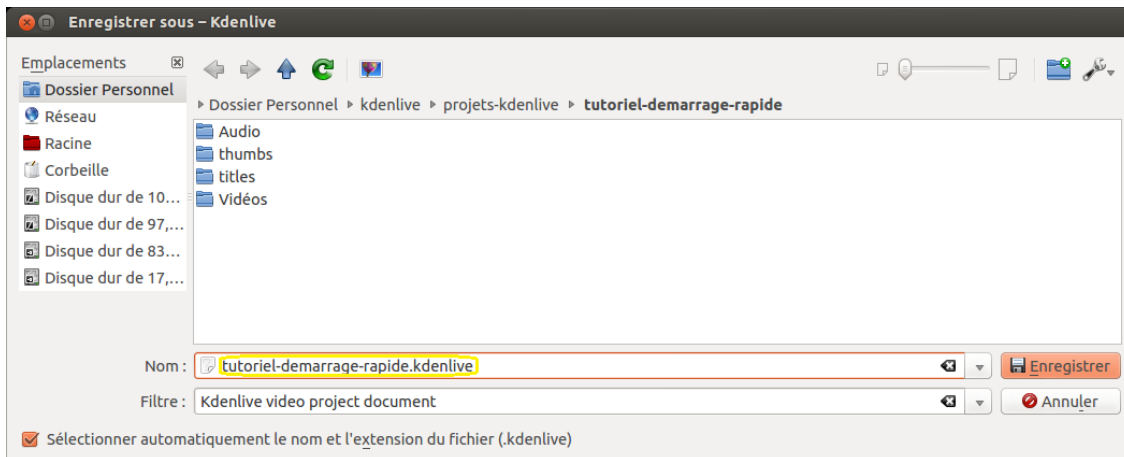 Enregistrer sous – Kdenlive
Emplacements
Dossier Personnel
Réseau
Racine
Corbeille
Disque dur de 10...
Disque dur de 97,...
Disque dur de 83...
Disque dur de 17,...
Dossier Personnel kdenlive projets-kdenlive tutoriel-demarrage-rapide
Audio
thumbs
titles
Vidéos
Nom : tutoriel-demarrage-rapide.kdenlive Enregistrer
Filtre : Kdenlive video project document Annuler
Sélectionner automatiquement le nom et l'extension du fichier (.kdenlive)